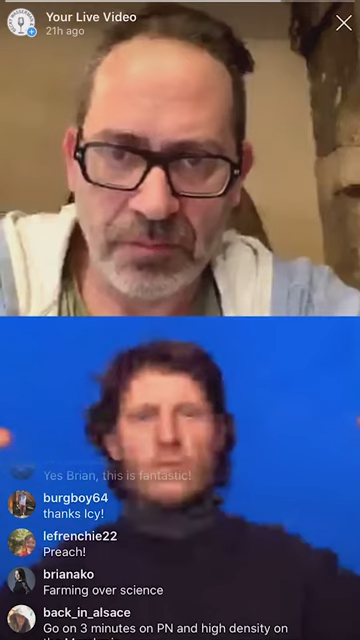 Your Live Video
21h ago
Yes Brian, this is fantastic!
burgboy64
thanks Icy!
lefrenchie22
Preach!
brianako
Farming over science
back_in_alsace
Go on 3 minutes on PN and high density on